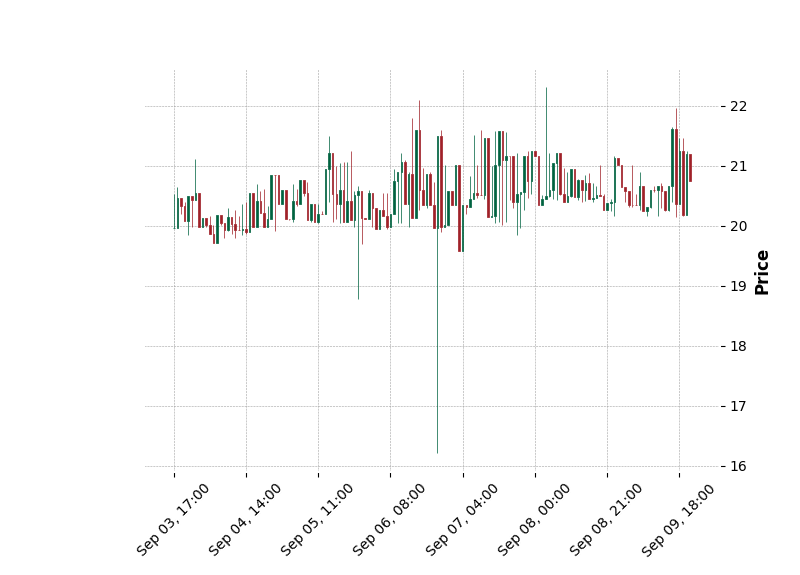 22
21
20
19
18
17
16
Price
Sep 03, 17:00
Sep 04, 14:00
Sep 05, 11:00
Sep 06, 08:00
Sep 07, 04:00
Sep 08, 00:00
Sep 08, 21:00
Sep 09, 18:00